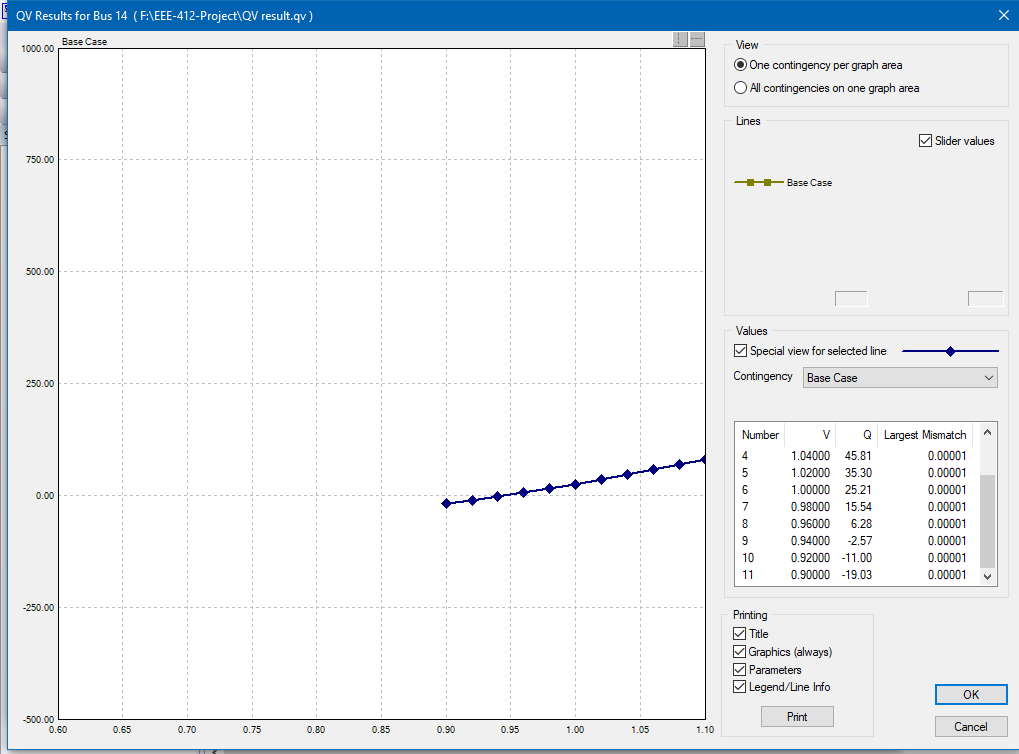 QV Results for Bus 14 ( F:\EEE-412-Project\QV result.qv )
Base Case
1000.00
750.00
500.00
250.00
0.00
-250.00
-500.00
0.60 0.65 0.70 0.75 0.80 0.85 0.90 0.95 1.00 1.05 1.10
View
One contingency per graph area
All contingencies on one graph area
Lines
Slider values
Base Case
Values
Special view for selected line
Contingency Base Case
Number V Q Largest Mismatch
4 1.04000 45.81 0.00001
5 1.02000 35.30 0.00001
6 1.00000 25.21 0.00001
7 0.98000 15.54 0.00001
8 0.96000 6.28 0.00001
9 0.94000 -2.57 0.00001
10 0.92000 -11.00 0.00001
11 0.90000 -19.03 0.00001
Printing
Title
Graphics (always)
Parameters
Legend/Line Info
Print
OK
Cancel